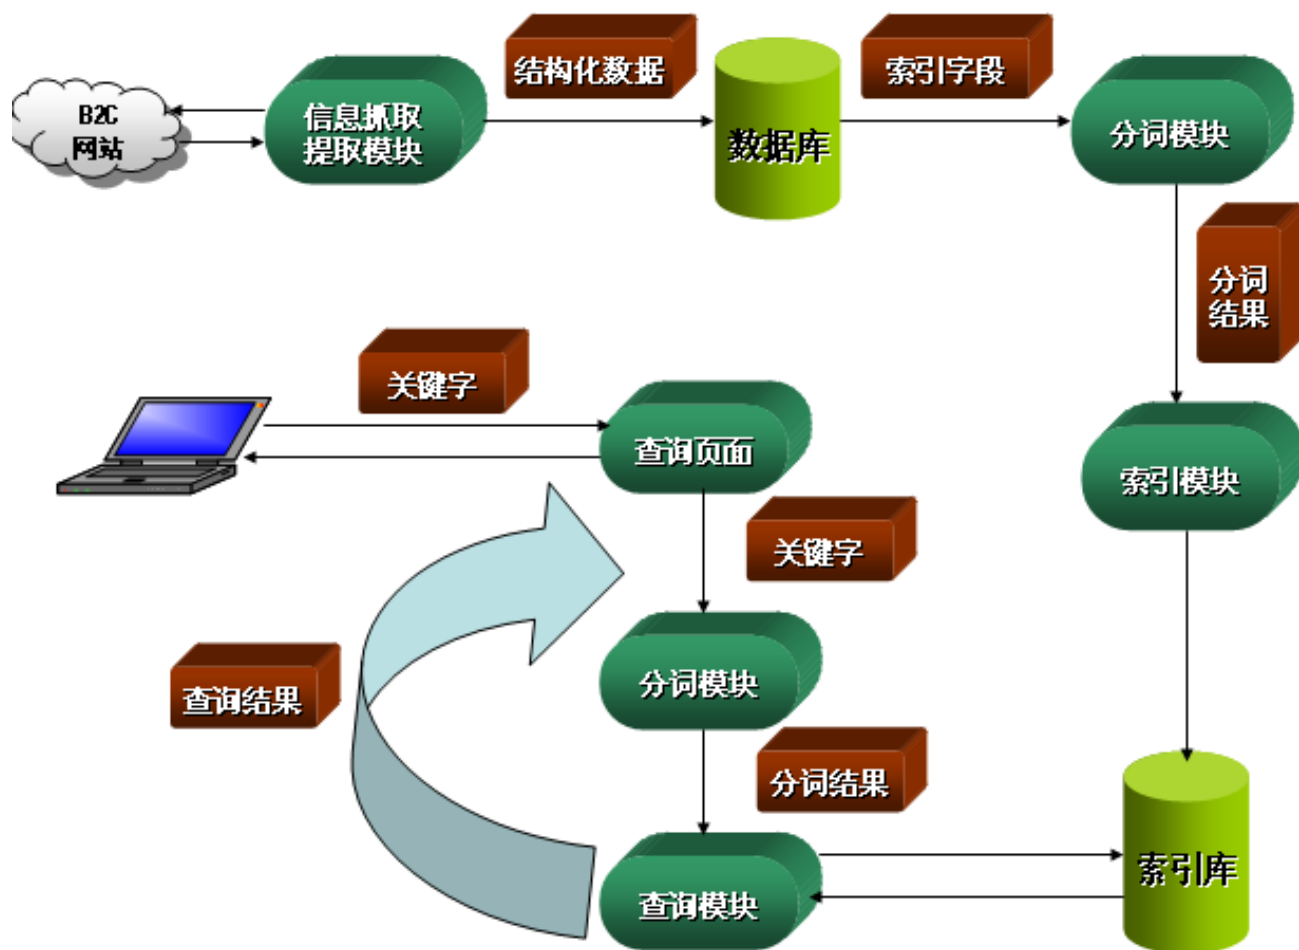 结构化数据
索引字段
B2C
网站
信息抓取
提取模块
数据库
分词模块
分词
结果
关键字
查询页面
索引模块
关键字
分词模块
查询结果
分词结果
查询模块
索引库